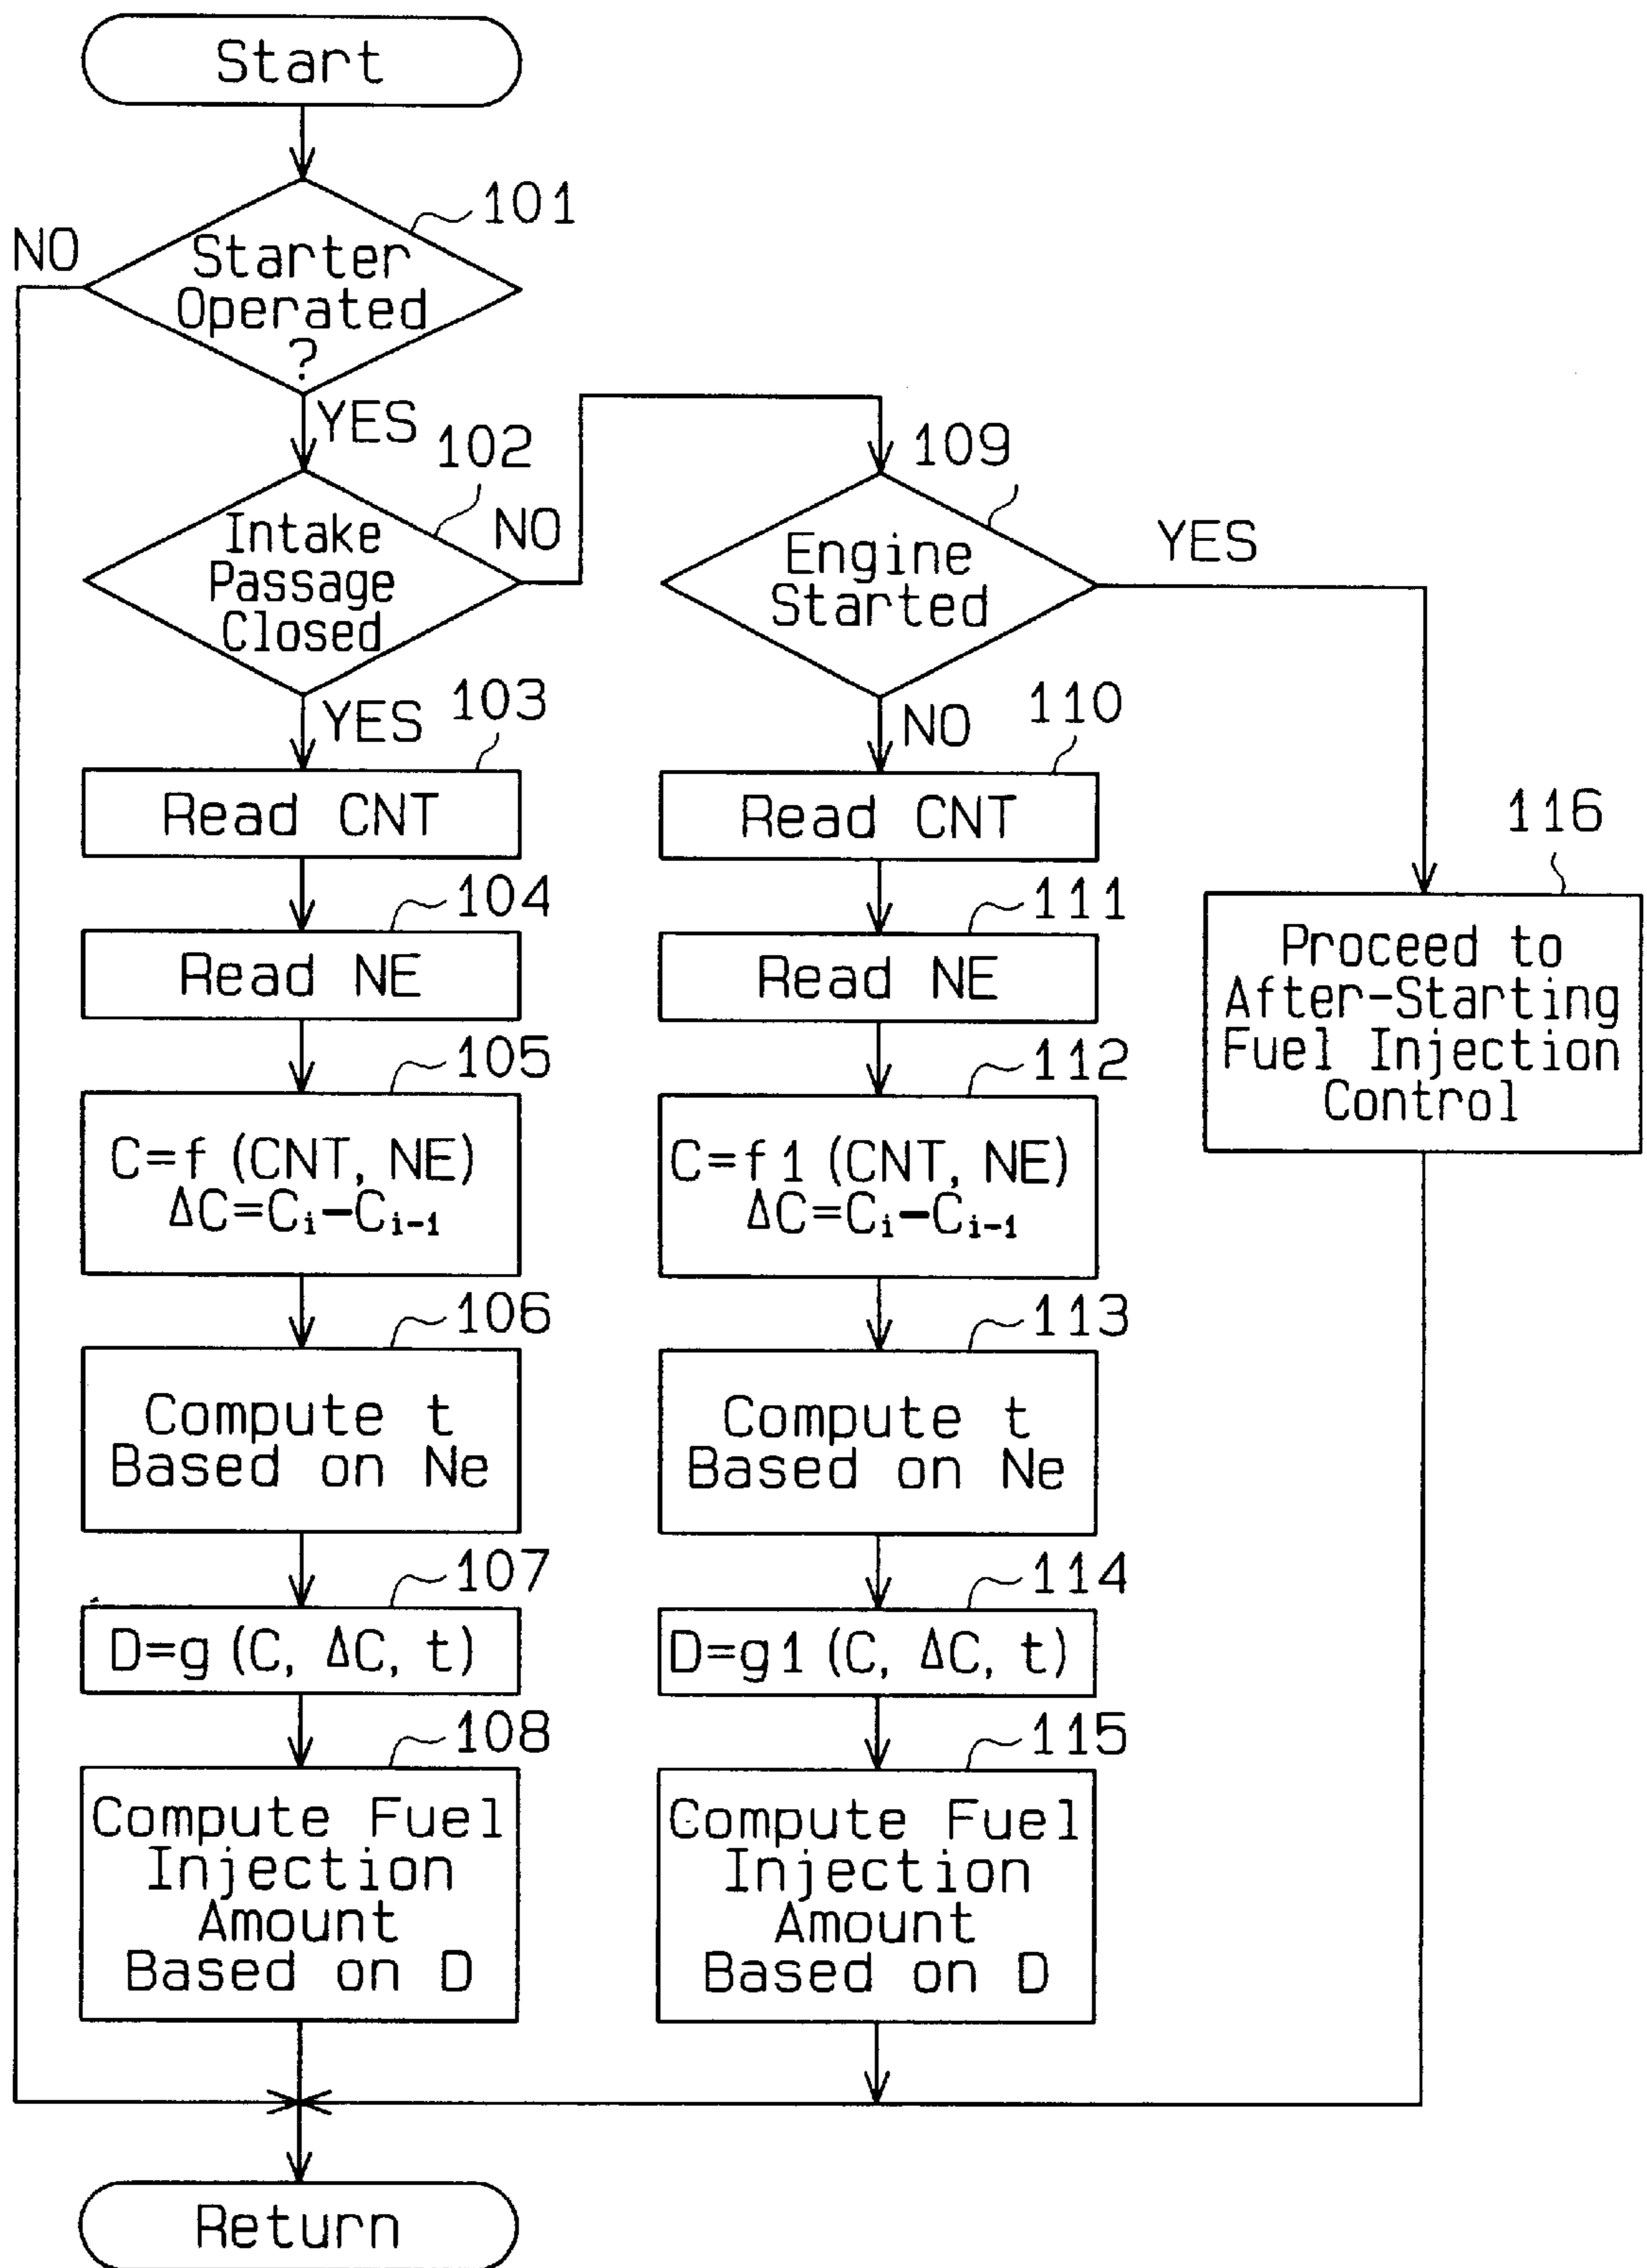 Start
101
NO
Starter
Operated
?
YES
102
Intake
Passage
Closed
NO
109
Engine
Started
YES
YES
103
Read CNT
NO
110
Read CNT
116
Proceed to
After-Starting
Fuel Injection
Control
104
Read NE
111
Read NE
105
C=f (CNT, NE)
ΔC=Cᵢ−Cᵢ₋₁
112
C=f1 (CNT, NE)
ΔC=Cᵢ−Cᵢ₋₁
106
Compute t
Based on Ne
113
Compute t
Based on Ne
107
D=g (C, ΔC, t)
114
D=g1 (C, ΔC, t)
108
Compute Fuel
Injection
Amount
Based on D
115
Compute Fuel
Injection
Amount
Based on D
Return